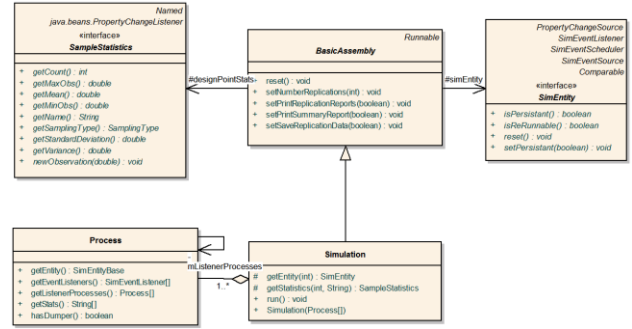 Named
java.beans.PropertyChangeListener
«interface»
SampleStatistics
+ getCount() : int
+ getMaxObs() : double
+ getMean() : double
+ getMinObs() : double
+ getName() : String
+ getSamplingType() : SamplingType
+ getStandardDeviation() : double
+ getVariance() : double
+ newObservation(double) : void
#designPointStats
Runnable
BasicAssembly
+ reset() : void
+ setNumberReplications(int) : void
+ setPrintReplicationReports(boolean) : void
+ setPrintSummaryReport(boolean) : void
+ setSaveReplicationData(boolean) : void
#simEntity
PropertyChangeSource
SimEventListener
SimEventScheduler
SimEventSource
Comparable
«interface»
SimEntity
+ isPersistant() : boolean
+ isReRunnable() : boolean
+ reset() : void
+ setPersistant(boolean) : void
Process
+ getEntity() : SimEntityBase
+ getEventListeners() : SimEventListener[]
+ getListenerProcesses() : Process[]
+ getStats() : String[]
+ hasDumper() : boolean
-
mListenerProcesses
1..*
Simulation
# getEntity(int) : SimEntity
# getStatistics(int, String) : SampleStatistics
+ run() : void
+ Simulation(Process[])